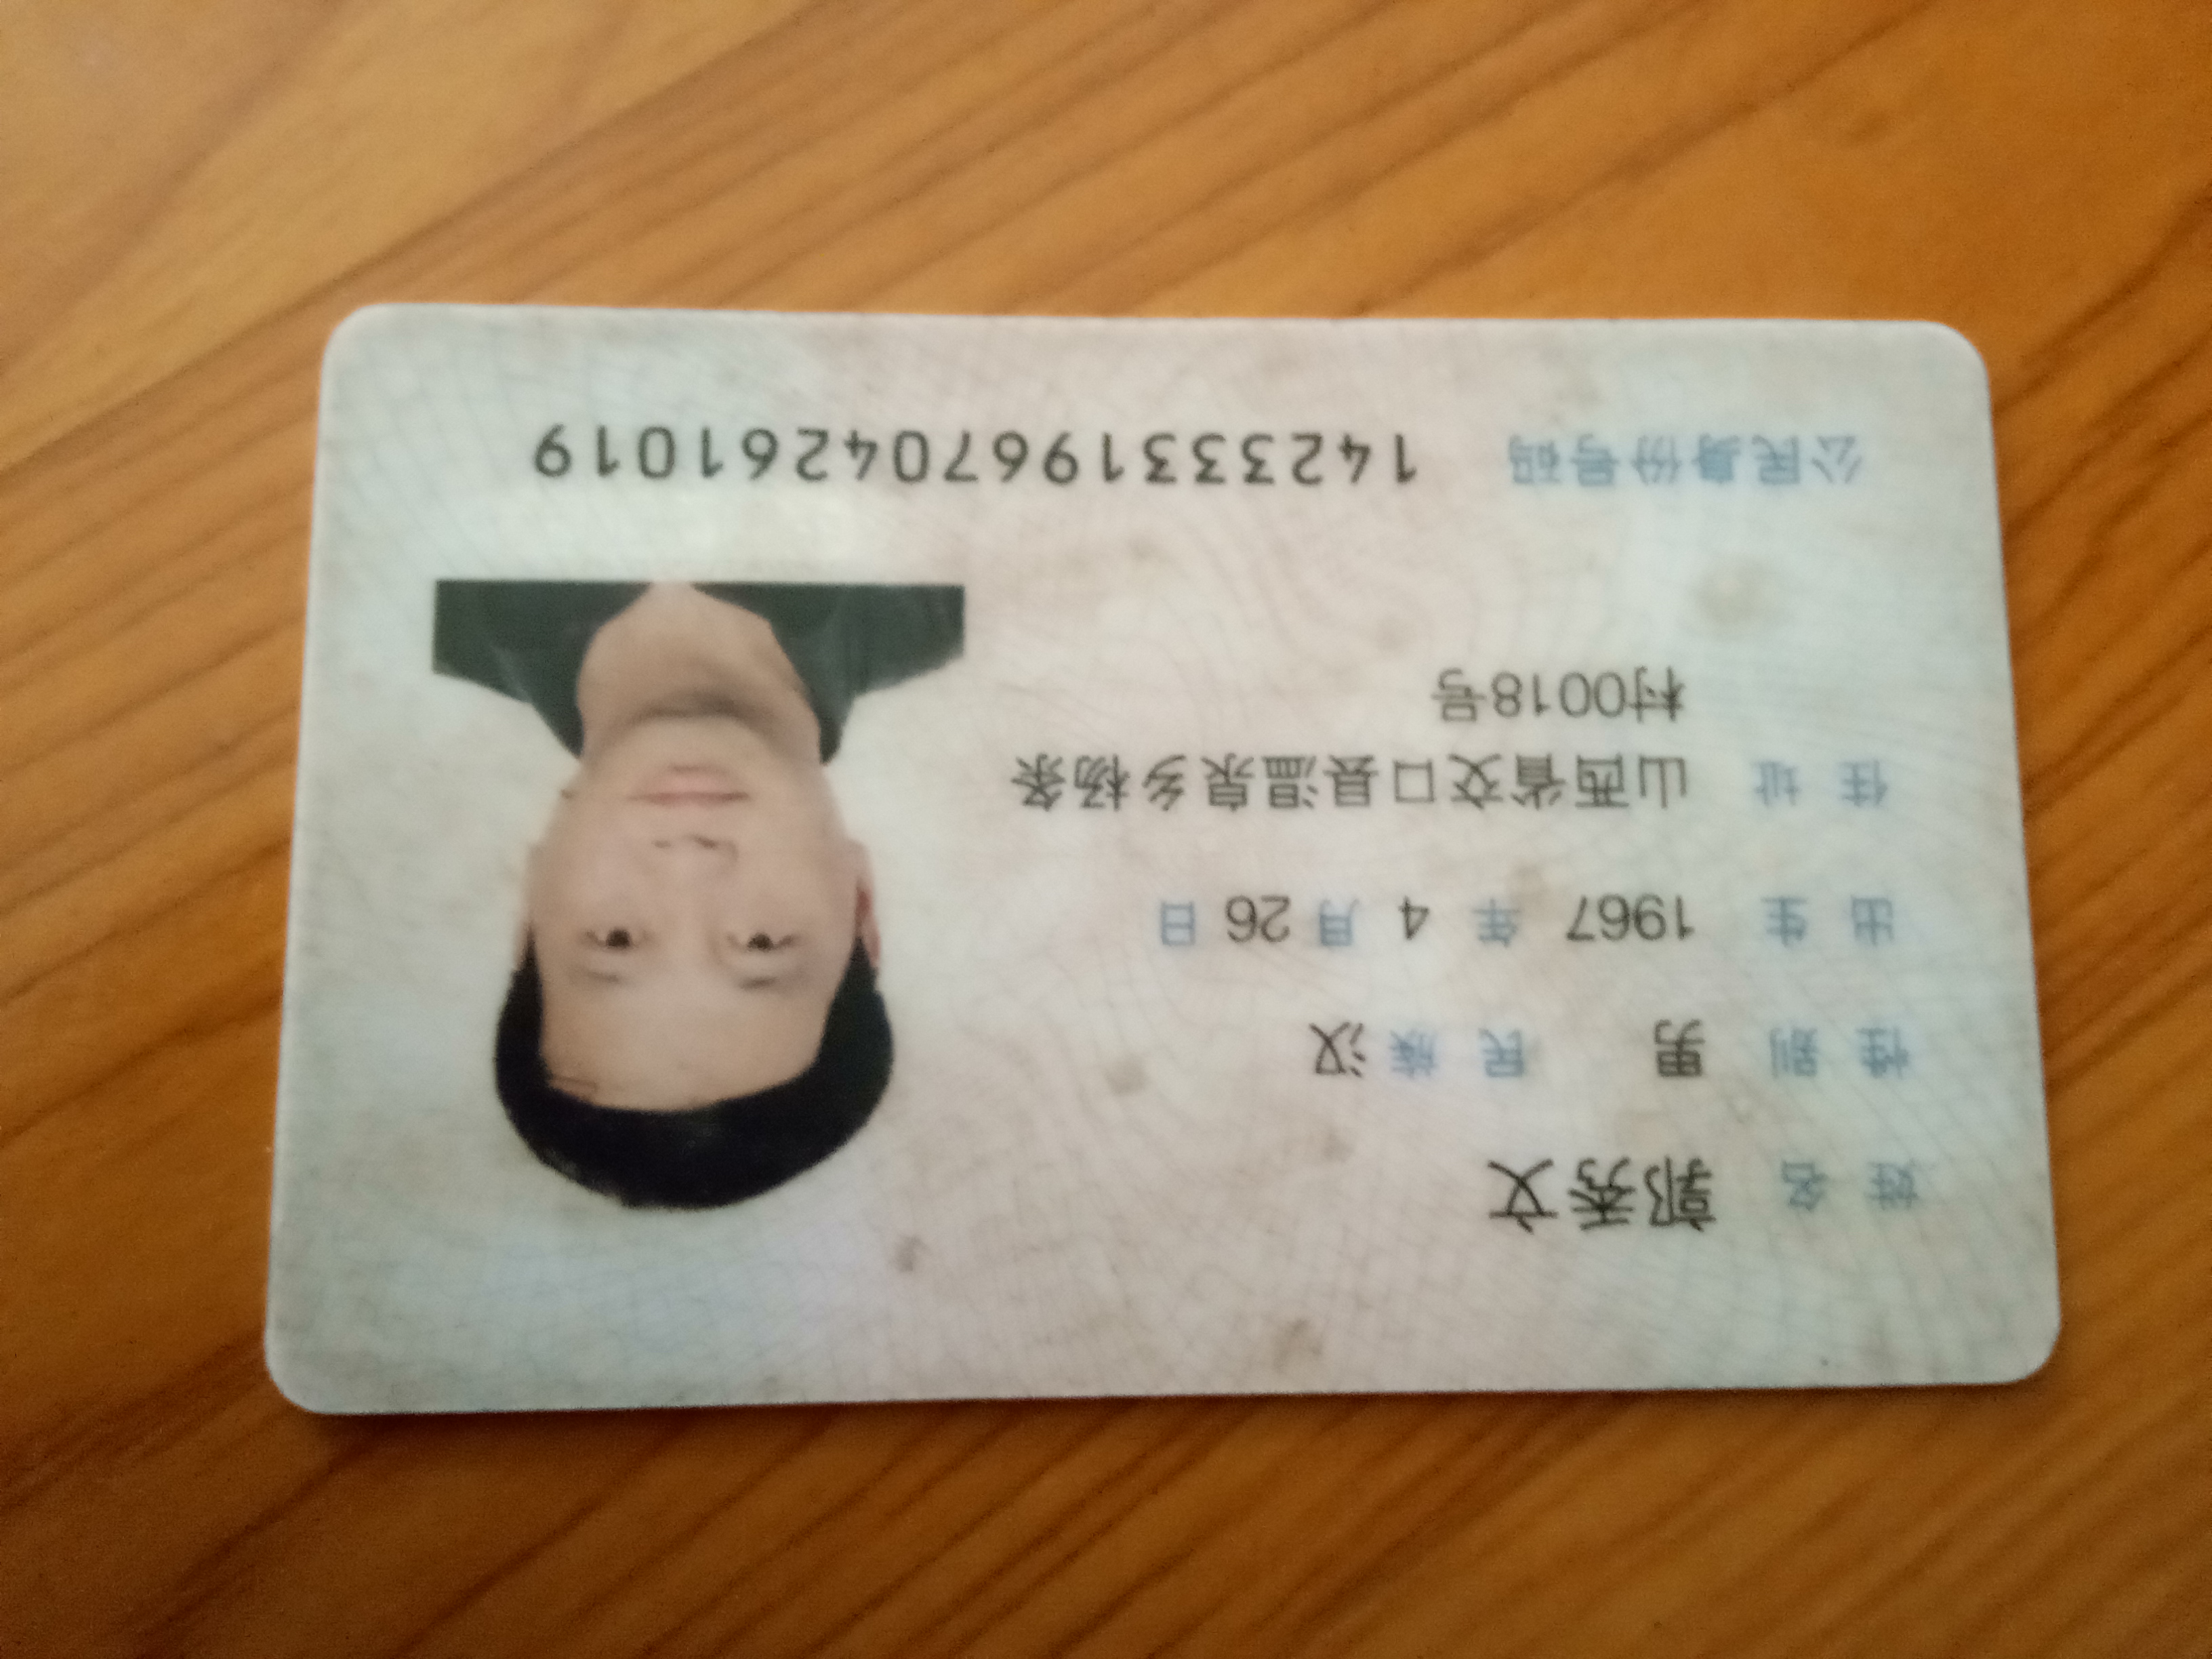 姓名 郭秀文
性别 男 民族 汉
出生 1967 年 4 月 26 日
住址 山西省交口县温泉乡杨条
村0018号
公民身份号码 142333196704261019